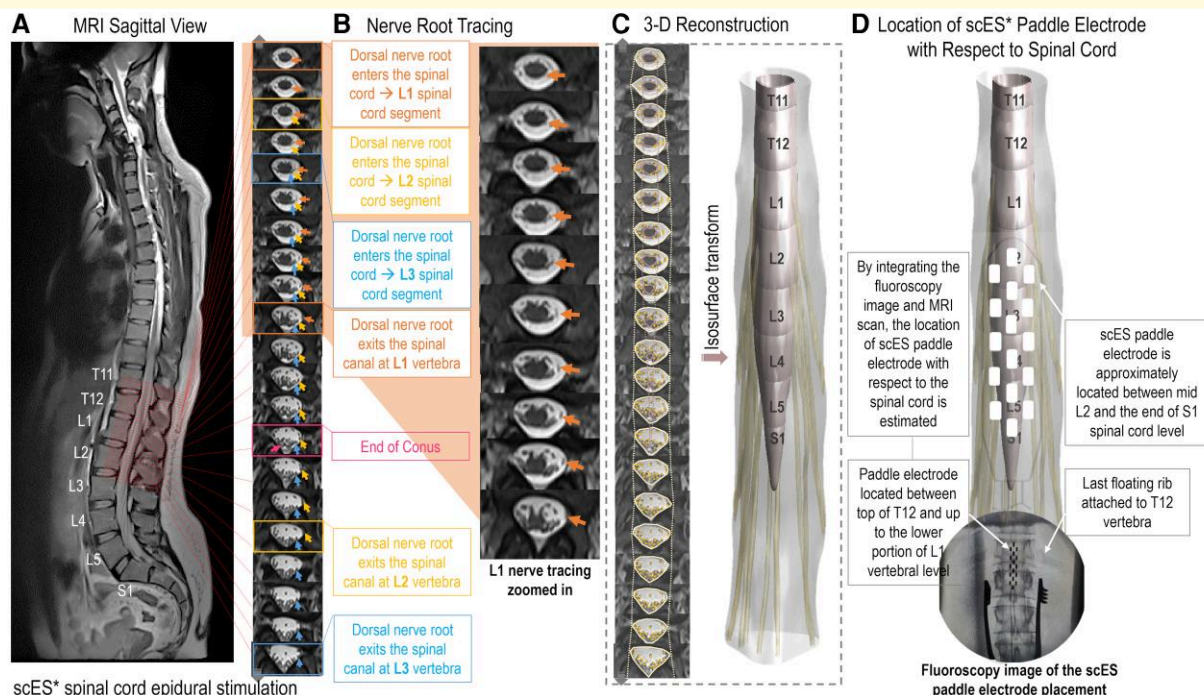 A
MRI Sagittal View
T11
T12
L1
L2
L3
L4
L5
S1
scES* spinal cord epidural stimulation
B
Nerve Root Tracing
Dorsal nerve root
enters the spinal
cord → L1 spinal
cord segment
Dorsal nerve root
enters the spinal
cord → L2 spinal
cord segment
Dorsal nerve root
enters the spinal
cord → L3 spinal
cord segment
Dorsal nerve root
exits the spinal
canal at L1 vertebra
End of Conus
Dorsal nerve root
exits the spinal
canal at L2 vertebra
Dorsal nerve root
exits the spinal
canal at L3 vertebra
L1 nerve tracing
zoomed in
C
3-D Reconstruction
Isosurface transform
T11
T12
L1
L2
L3
L4
L5
S1
D
Location of scES* Paddle Electrode
with Respect to Spinal Cord
T11
T12
L1
L5
By integrating the
fluoroscopy
image and MRI
scan, the location
of scES paddle
electrode with
respect to the
spinal cord is
estimated
scES paddle
electrode is
approximately
located between mid
L2 and the end of S1
spinal cord level
Paddle electrode
located between
top of T12 and up
to the lower
portion of L1
vertebral level
Last floating rib
attached to T12
vertebra
Fluoroscopy image of the scES
paddle electrode placement